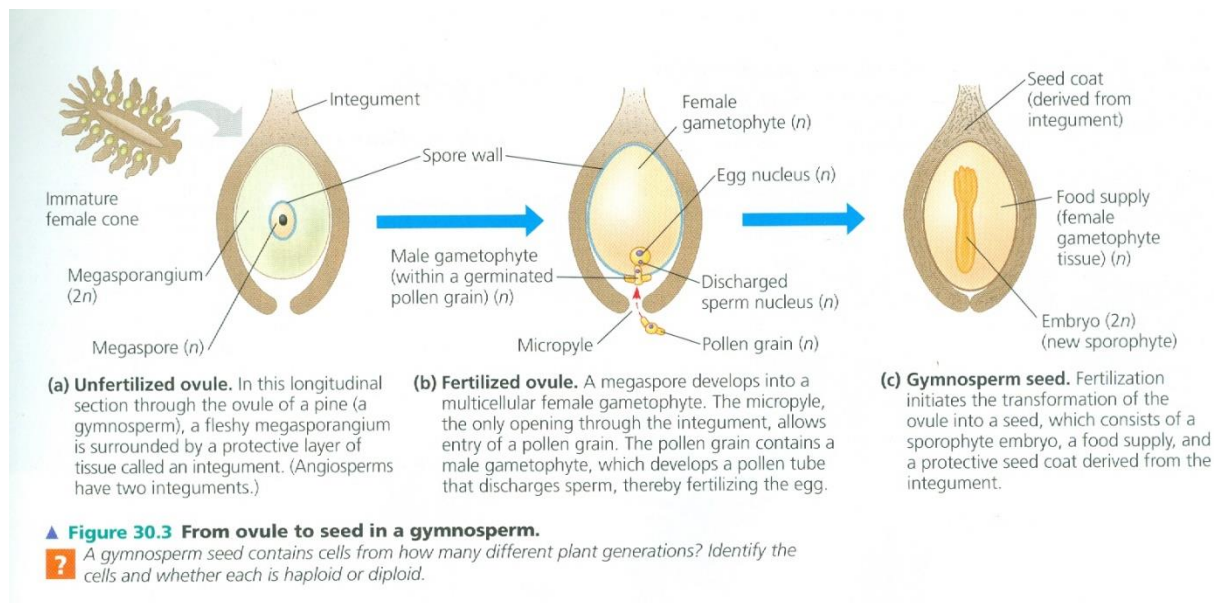 Immature
female cone
Integument
Spore wall
Megasporangium
(2n)
Megaspore (n)
Female
gametophyte (n)
Egg nucleus (n)
Male gametophyte
(within a germinated
pollen grain) (n)
Discharged
sperm nucleus (n)
Micropyle
Pollen grain (n)
Seed coat
(derived from
integument)
Food supply
(female
gametophyte
tissue) (n)
Embryo (2n)
(new sporophyte)
(a) Unfertilized ovule. In this longitudinal
section through the ovule of a pine (a
gymnosperm), a fleshy megasporangium
is surrounded by a protective layer of
tissue called an integument. (Angiosperms
have two integuments.)
(b) Fertilized ovule. A megaspore develops into a
multicellular female gametophyte. The micropyle,
the only opening through the integument, allows
entry of a pollen grain. The pollen grain contains a
male gametophyte, which develops a pollen tube
that discharges sperm, thereby fertilizing the egg.
(c) Gymnosperm seed. Fertilization
initiates the transformation of the
ovule into a seed, which consists of a
sporophyte embryo, a food supply, and
a protective seed coat derived from the
integument.
▲ Figure 30.3 From ovule to seed in a gymnosperm.
? A gymnosperm seed contains cells from how many different plant generations? Identify the
cells and whether each is haploid or diploid.